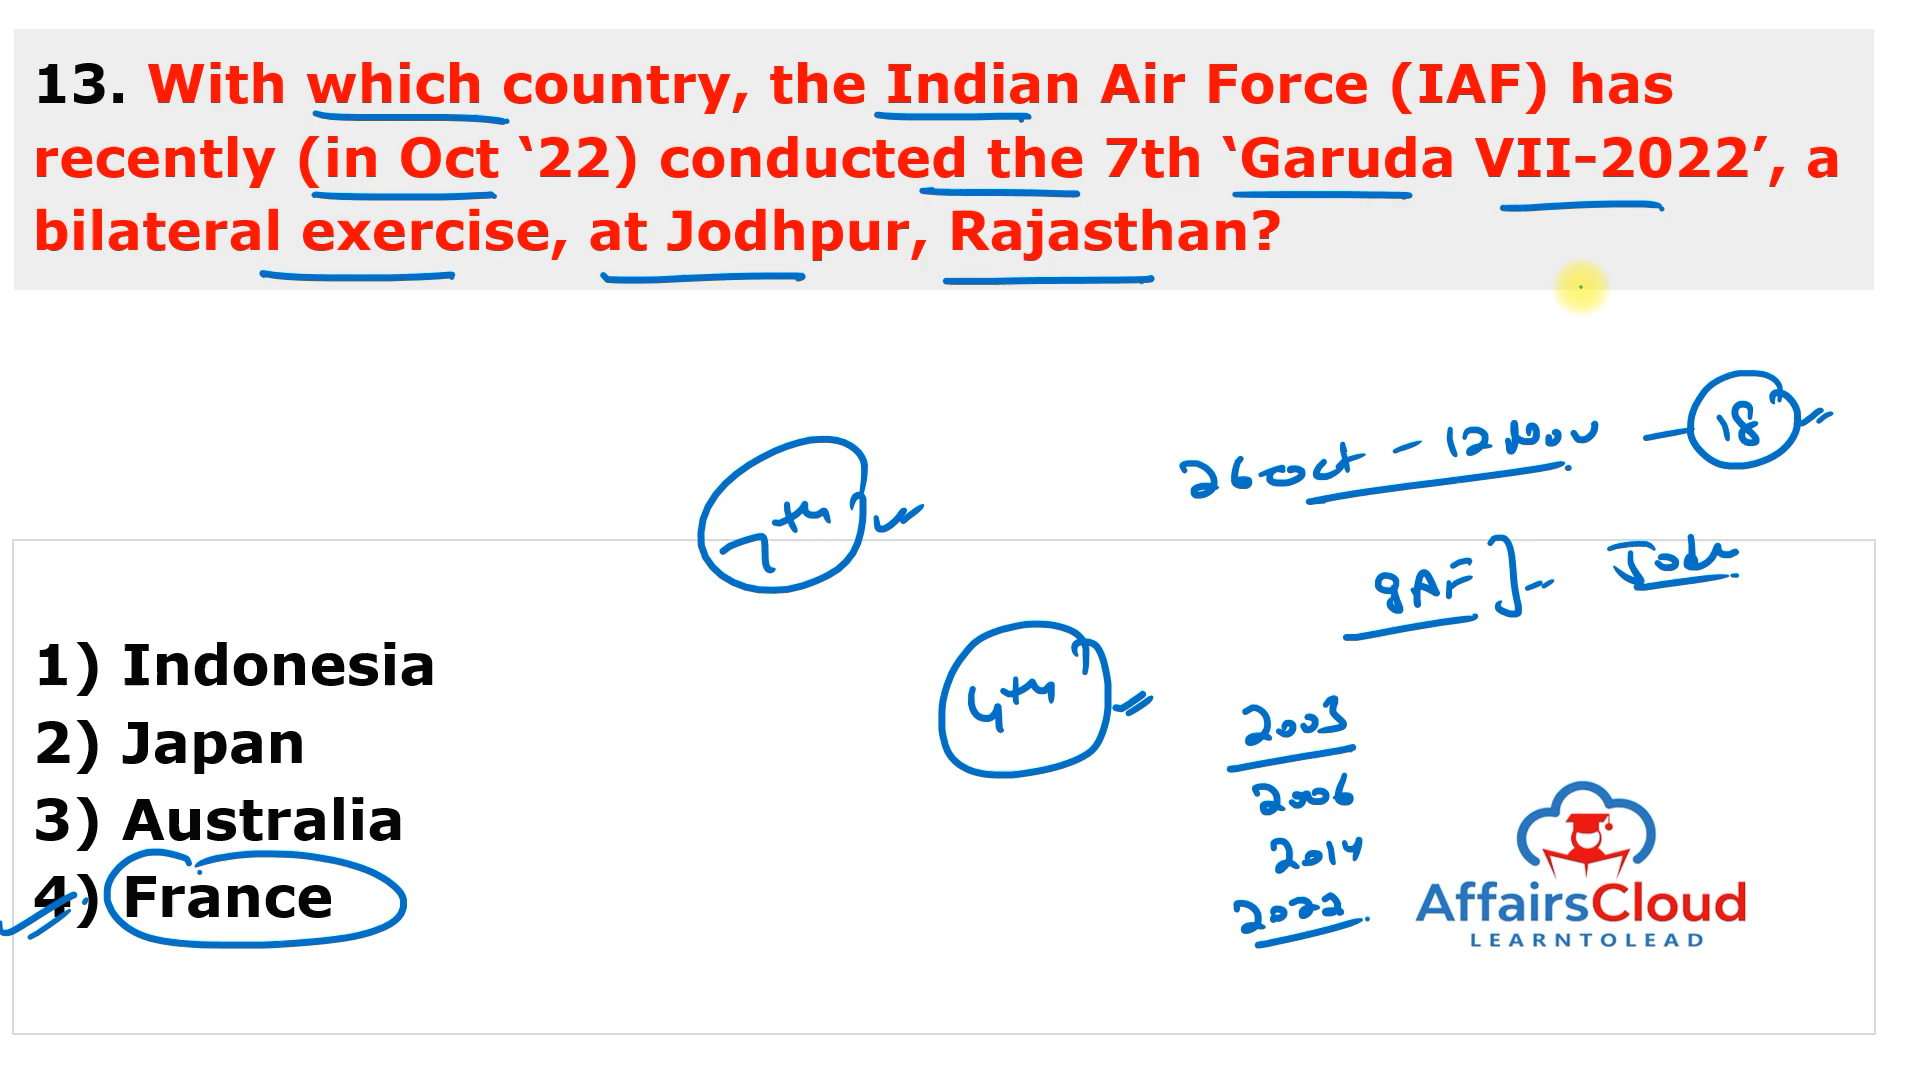 13. With which country, the Indian Air Force (IAF) has
recently (in Oct ‘22) conducted the 7th ‘Garuda VII-2022’, a
bilateral exercise, at Jodhpur, Rajasthan?
26 oct - 12 Nov - 18
7th
IAF] - Jodh
4th
2003
2006
2014
2022
1) Indonesia
2) Japan
3) Australia
4) France
AffairsCloud
LEARNTOLEAD